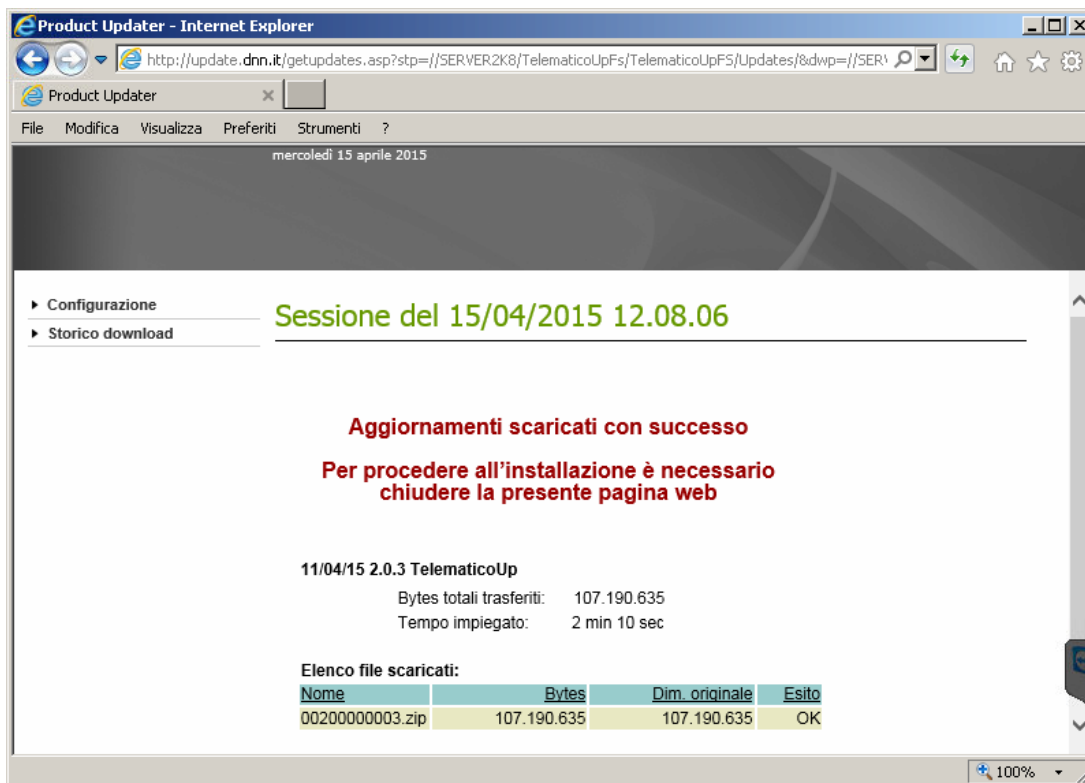 Product Updater - Internet Explorer
http://update.dnn.it/getupdates.asp?stp=//SERVER2K8/TelematicoUpFs/TelematicoUpFS/Updates/&dwp=//SER
Product Updater
File Modifica Visualizza Preferiti Strumenti ?
mercoledì 15 aprile 2015
Configurazione
Storico download
Sessione del 15/04/2015 12.08.06
Aggiornamenti scaricati con successo
Per procedere all'installazione è necessario
chiudere la presente pagina web
11/04/15 2.0.3 TelematicoUp
Bytes totali trasferiti: 107.190.635
Tempo impiegato: 2 min 10 sec
Elenco file scaricati:
Nome Bytes Dim. originale Esito
00200000003.zip 107.190.635 107.190.635 OK
100%